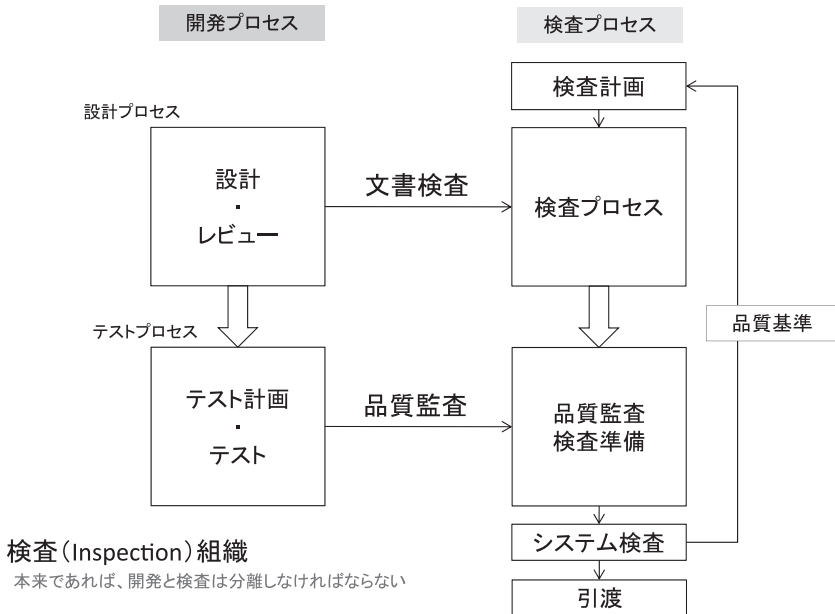 開発プロセス
検査プロセス
検査計画
設計プロセス
設計
・
レビュー
文書検査
検査プロセス
品質基準
テストプロセス
テスト計画
・
テスト
品質監査
品質監査
検査準備
システム検査
引渡
検査（Inspection）組織
本来であれば、開発と検査は分離しなければならない